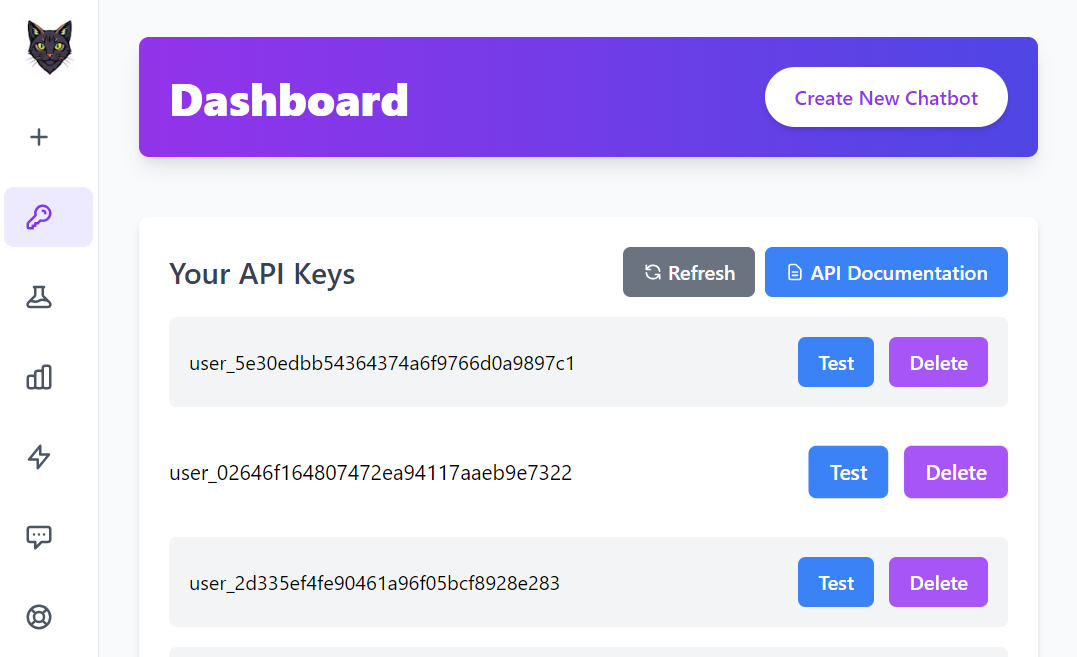 Dashboard
Create New Chatbot
Your API Keys
Refresh
API Documentation
user_5e30edbb54364374a6f9766d0a9897c1
Test
Delete
user_02646f164807472ea94117aaeb9e7322
Test
Delete
user_2d335ef4fe90461a96f05bcf8928e283
Test
Delete